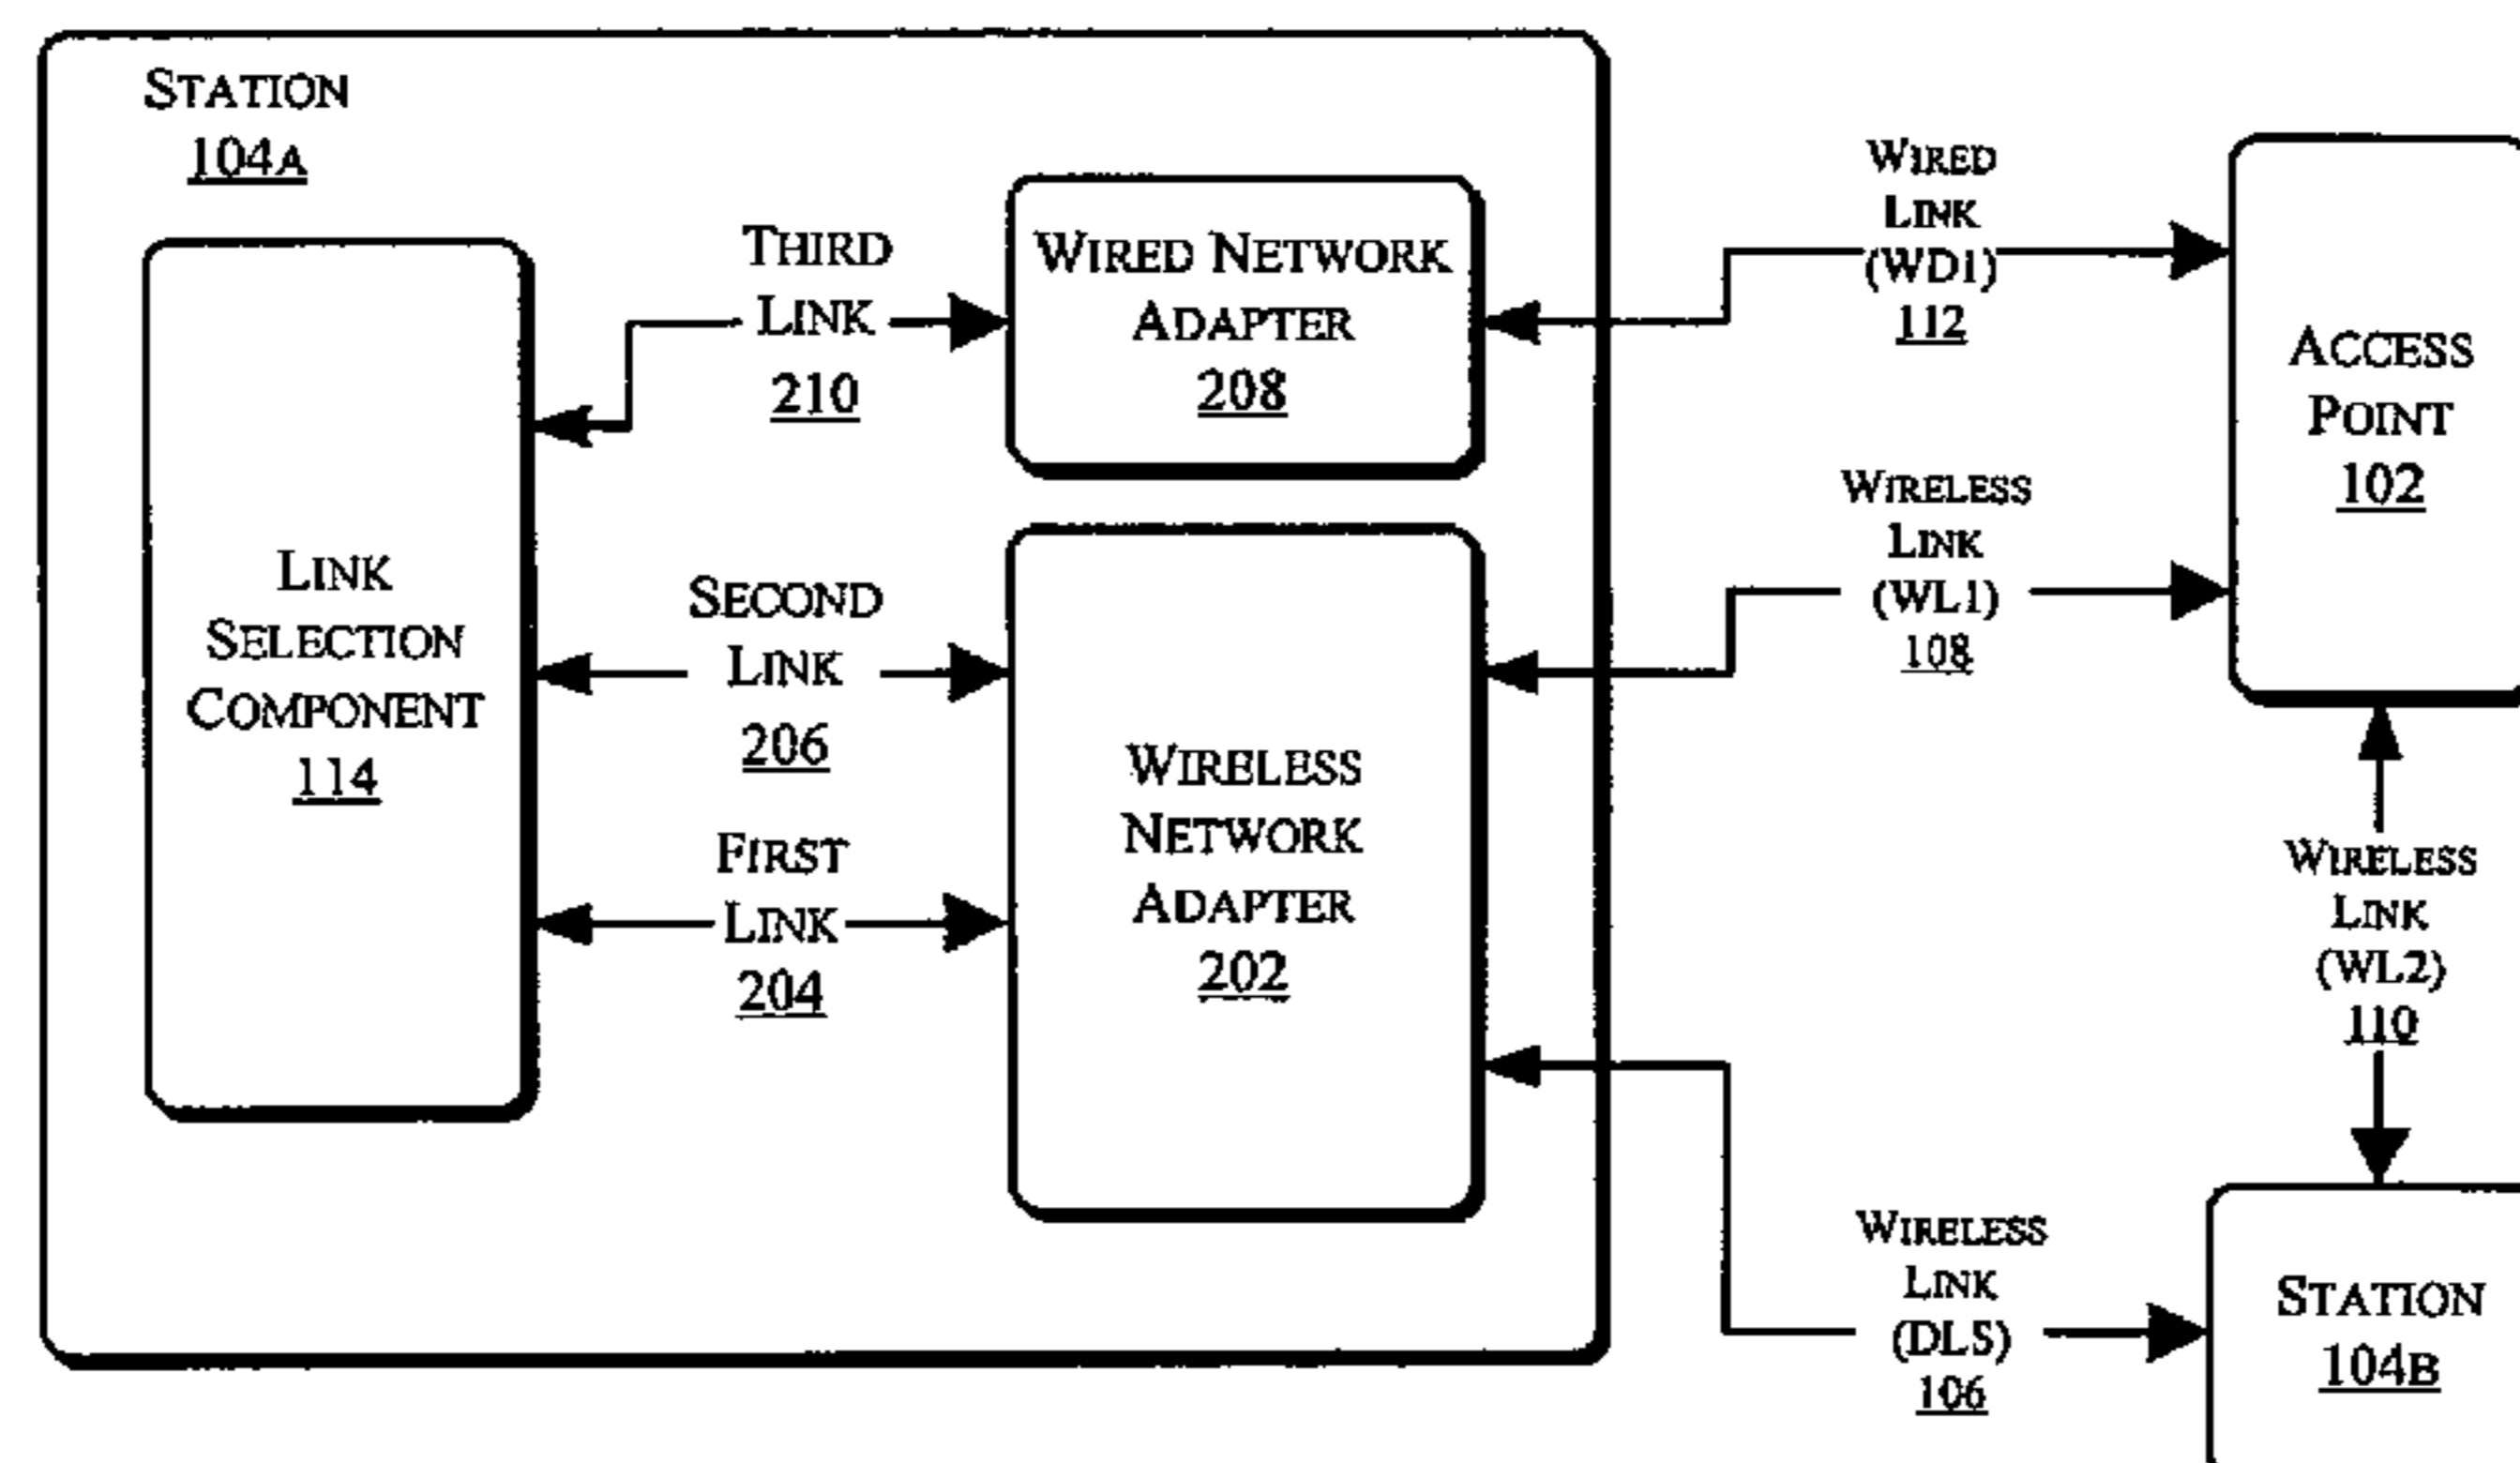 STATION
104A
LINK
SELECTION
COMPONENT
114
THIRD
LINK
210
SECOND
LINK
206
FIRST
LINK
204
WIRED NETWORK
ADAPTER
208
WIRELESS
NETWORK
ADAPTER
202
WIRED
LINK
(WD1)
112
WIRELESS
LINK
(WL1)
108
WIRELESS
LINK
(DLS)
106
ACCESS
POINT
102
WIRELESS
LINK
(WL2)
110
STATION
104B